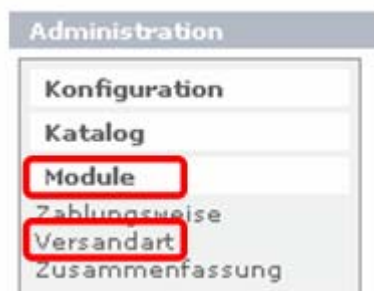 Administration
Konfiguration
Katalog
Module
Zahlungsweise
Versandart
Zusammenfassung